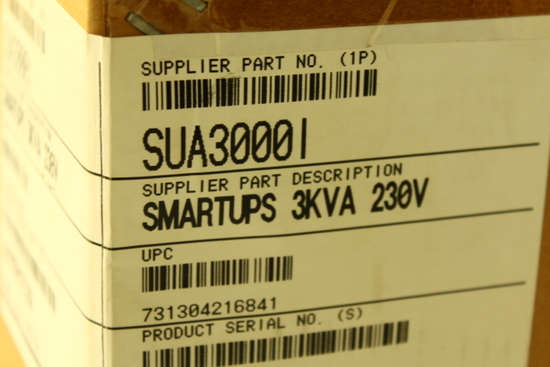 SUPPLIER PART NO. (1P)
SUA3000I
SUPPLIER PART DESCRIPTION
SMARTUPS 3KVA 230V
UPC
731304216841
PRODUCT SERIAL NO. (S)